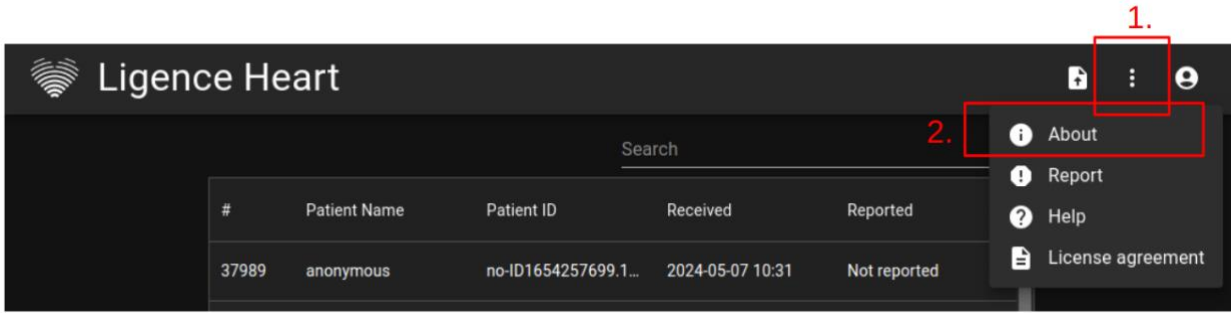 1.
Ligence Heart
2.
About
Search
Report
# Patient Name Patient ID Received Reported
Help
37989 anonymous no-ID1654257699.1... 2024-05-07 10:31 Not reported
License agreement